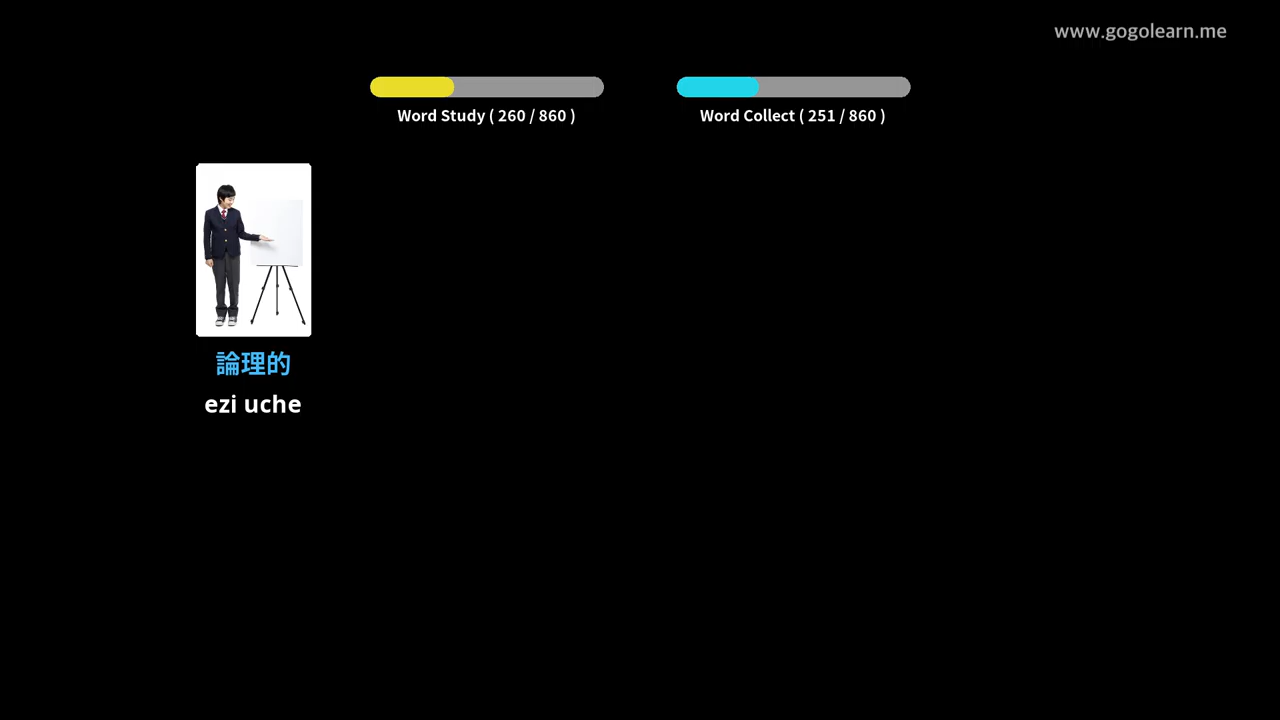 www.gogolearn.me
Word Study ( 260 / 860 )
Word Collect ( 251 / 860 )
論理的
ezi uche